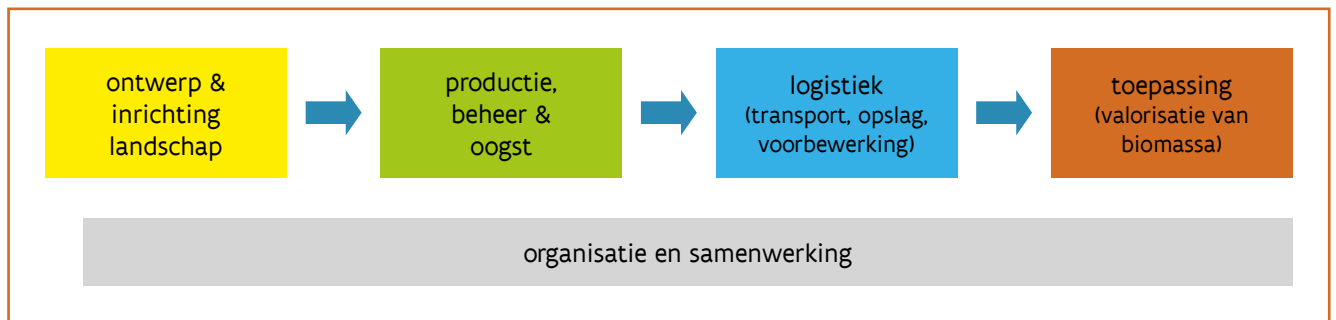 ontwerp &
inrichting
landschap
productie,
beheer &
oogst
logistiek
(transport, opslag,
voorbewerking)
toepassing
(valorisatie van
biomassa)
organisatie en samenwerking